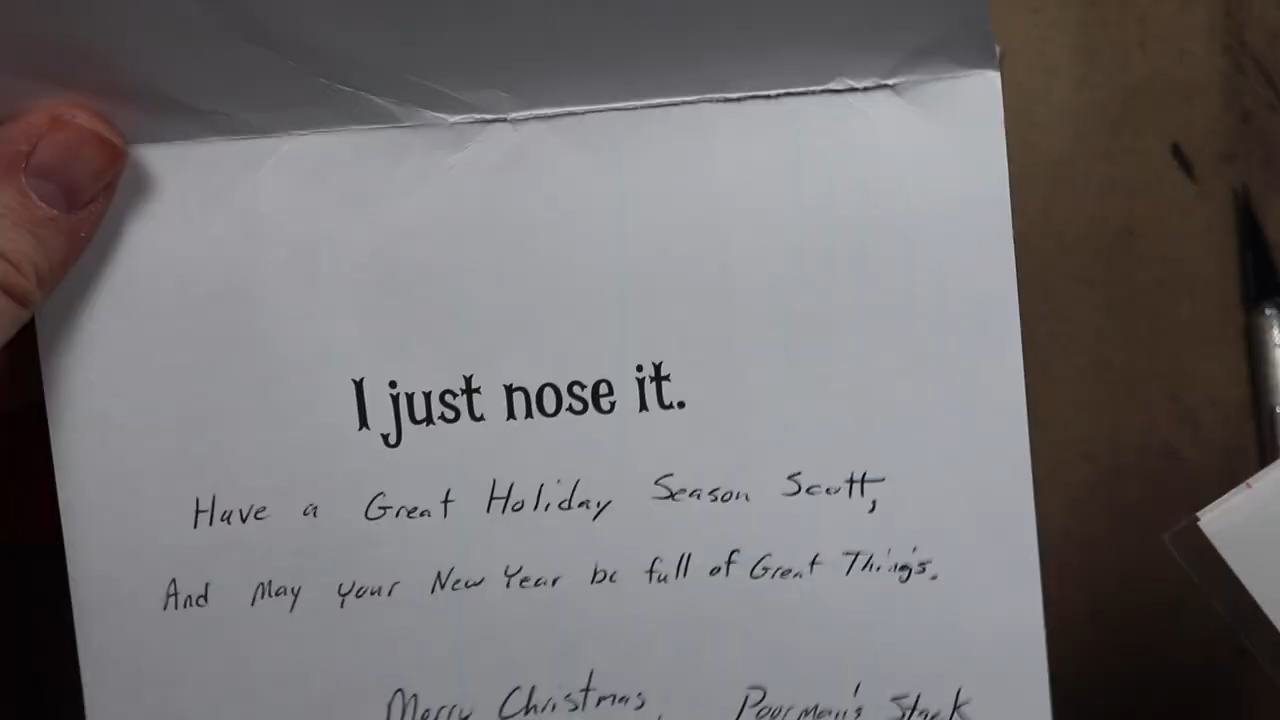 I just nose it.
Have a Great Holiday Season Scott,
And May your New Year be full of Great Things.
Merry Christmas, Poorman's Stack